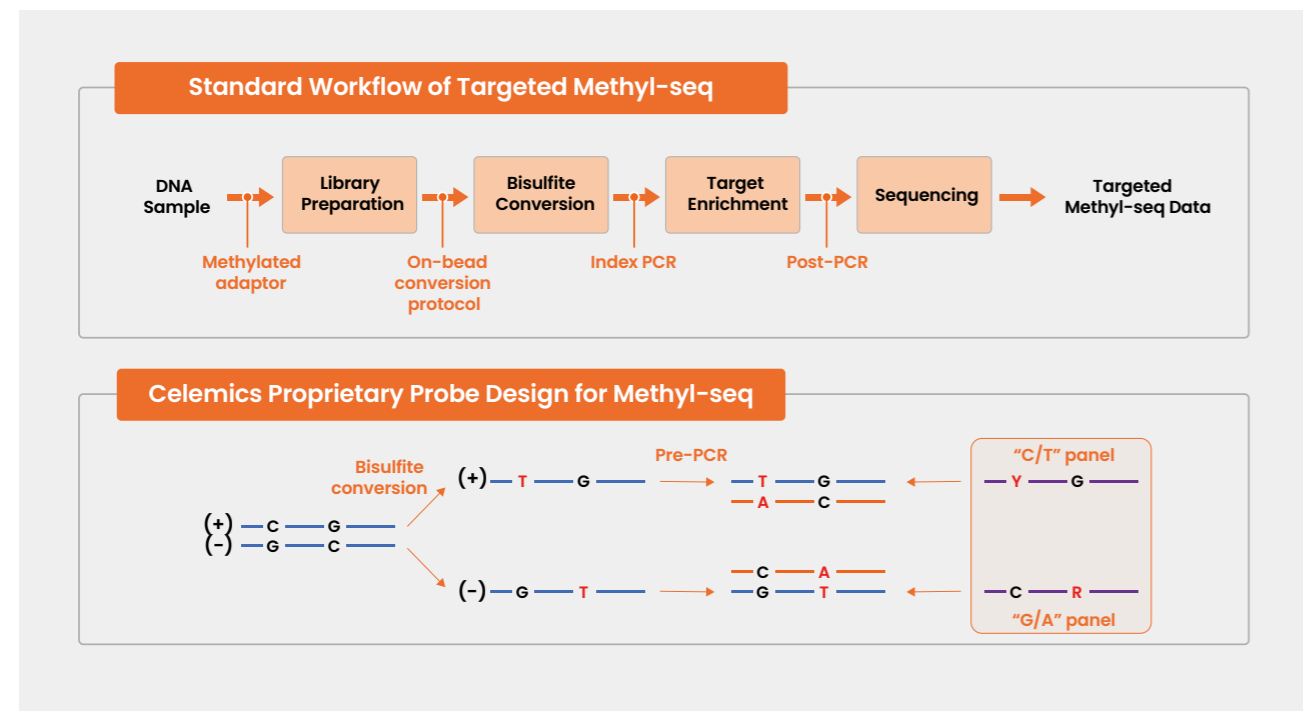 Standard Workflow of Targeted Methyl-seq
DNA
Sample
Library
Preparation
Bisulfite
Conversion
Target
Enrichment
Sequencing
Targeted
Methyl-seq Data
Methylated
adaptor
On-bead
conversion
protocol
Index PCR
Post-PCR
Celemics Proprietary Probe Design for Methyl-seq
Bisulfite
conversion
Pre-PCR
“C/T” panel
(+) T G
T G
A C
Y G
(+) C G
(-) G C
C A
(-) G T
G T
C R
“G/A” panel